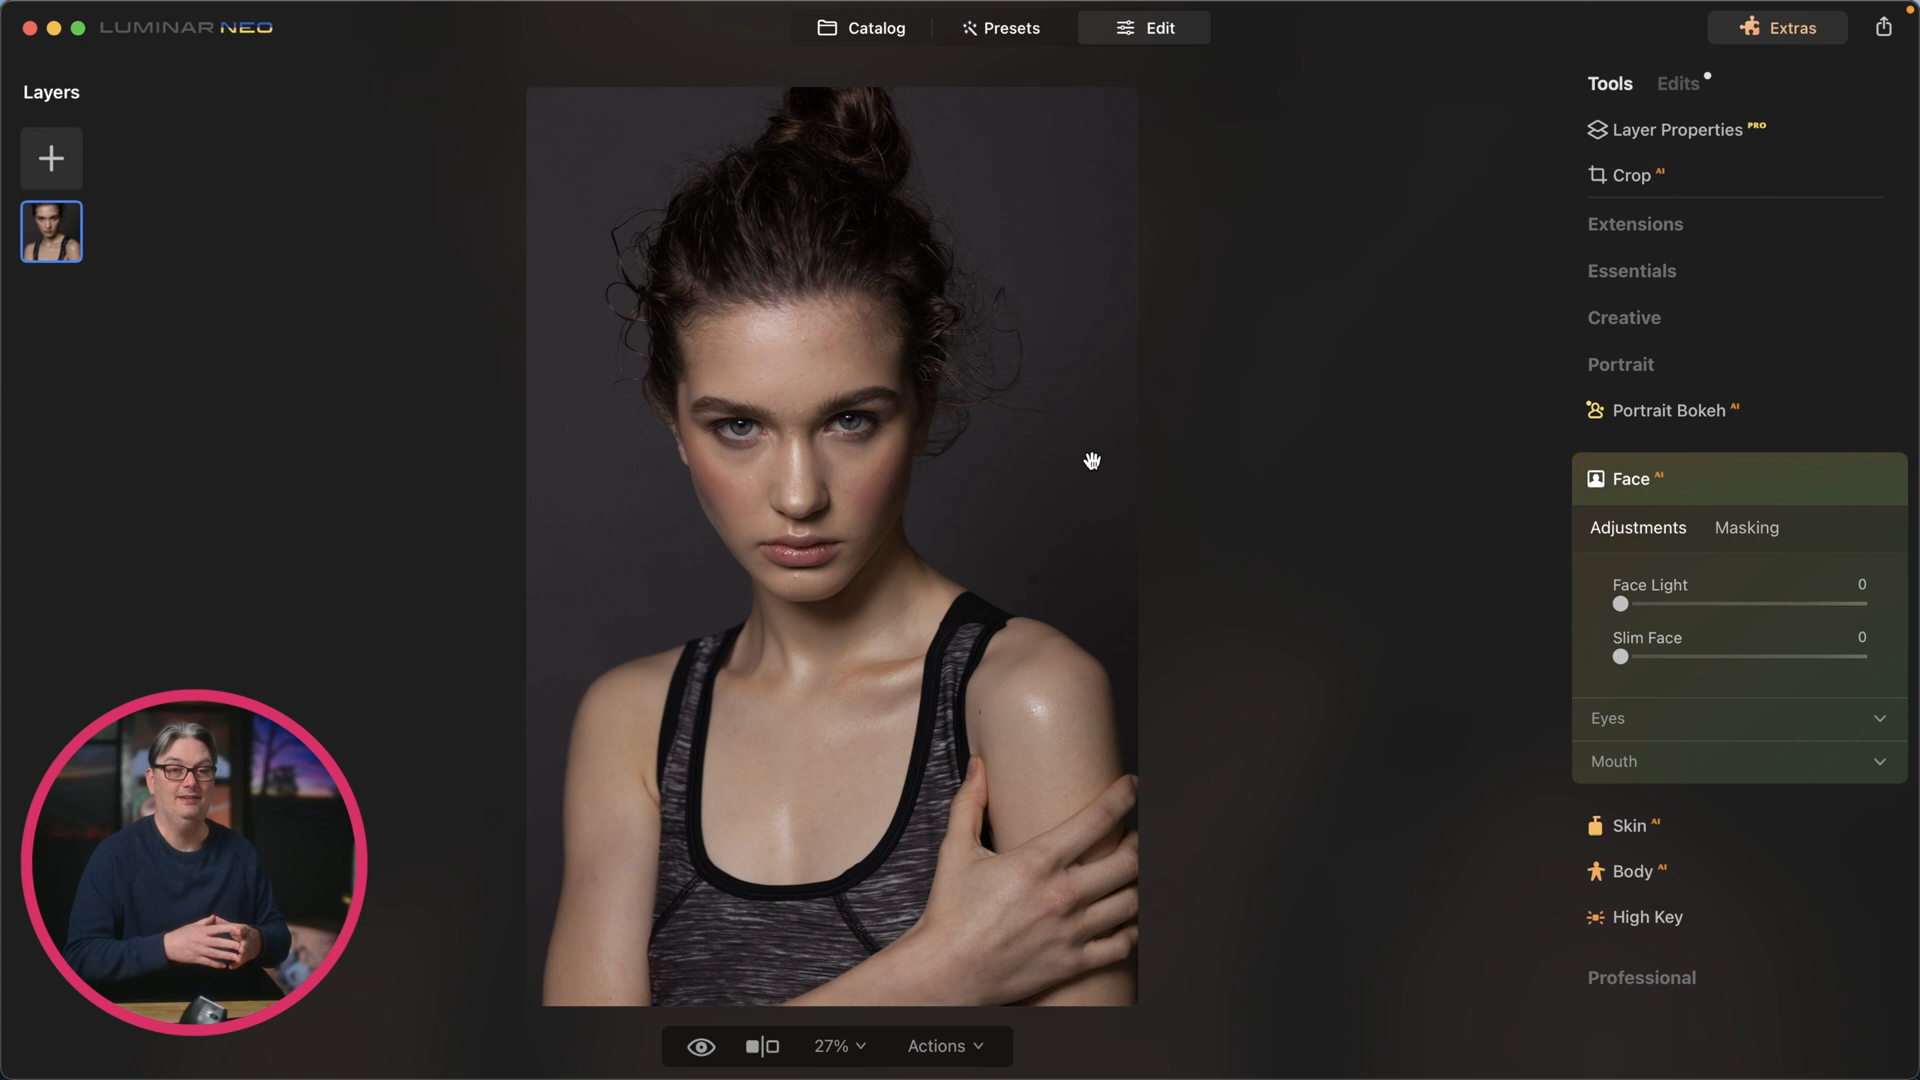 LUMINAR NEO
Catalog
Presets
Edit
Extras
Layers
Tools
Edits
Layer Properties PRO
Crop AI
Extensions
Essentials
Creative
Portrait
Portrait Bokeh AI
Face AI
Adjustments
Masking
Face Light 0
Slim Face 0
Eyes
Mouth
Skin AI
Body AI
High Key
Professional
27%
Actions